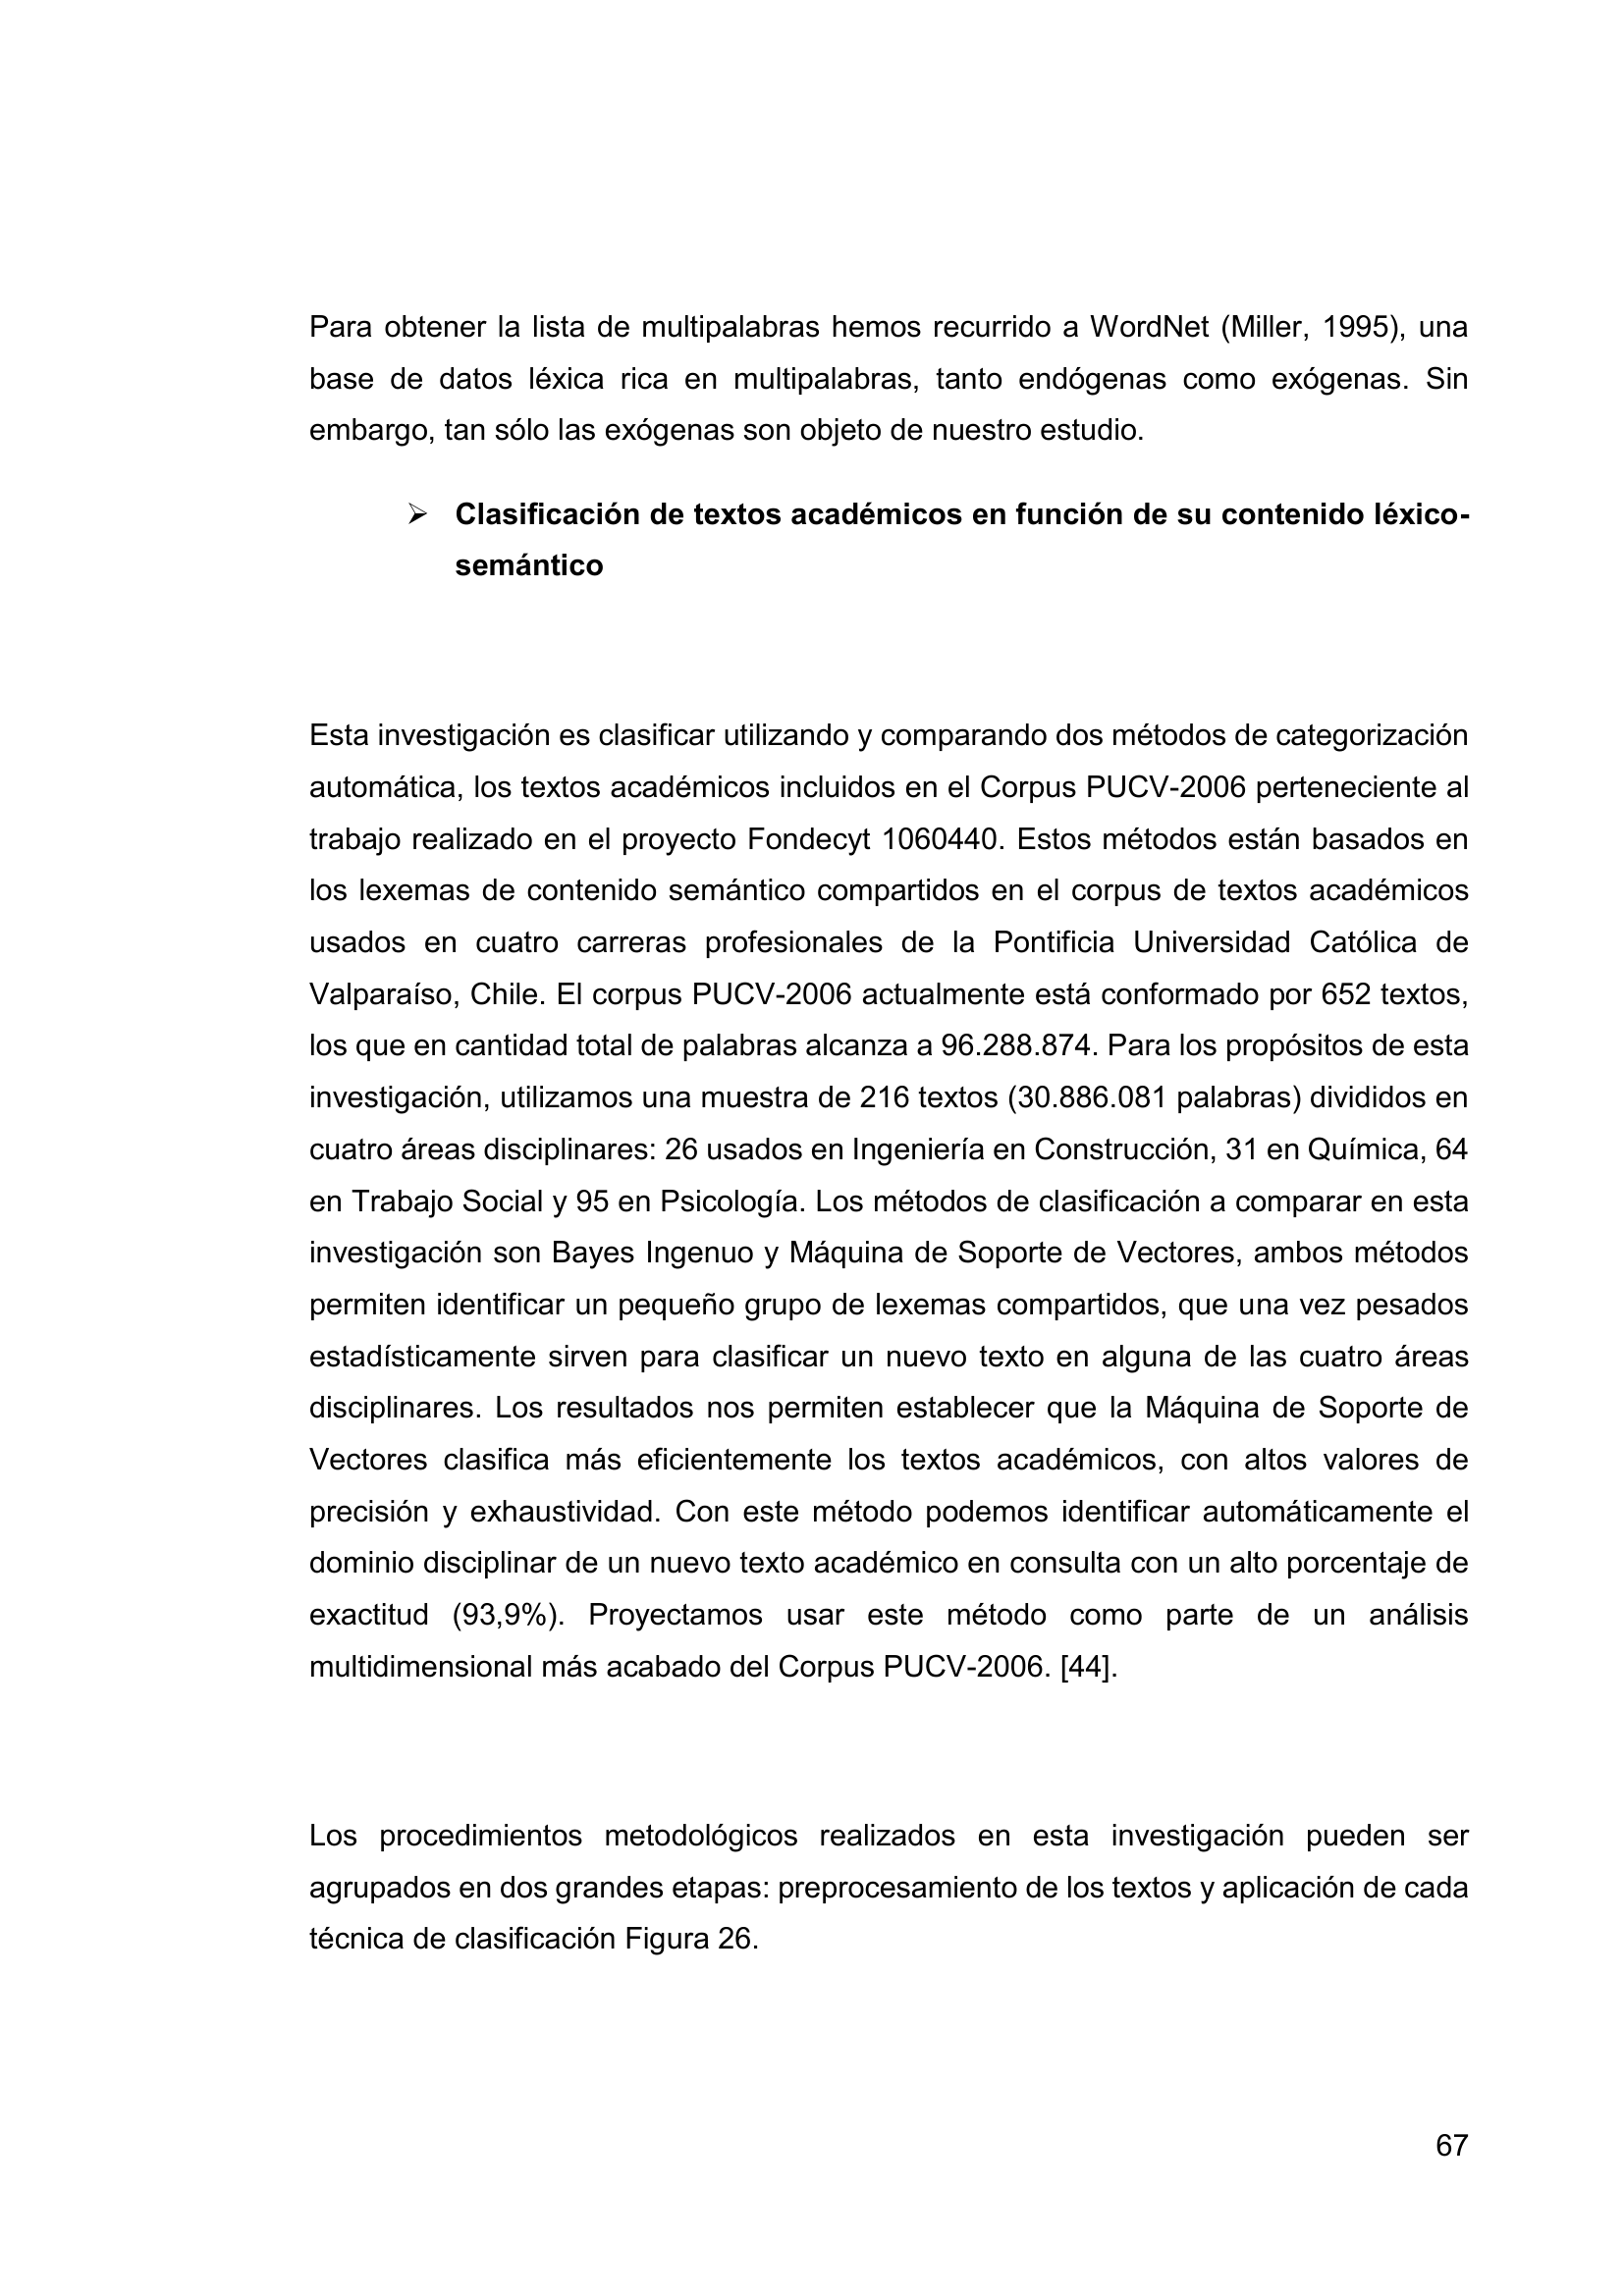 Para obtener la lista de multipalabras hemos recurrido a WordNet (Miller, 1995), una
base de datos léxica rica en multipalabras, tanto endógenas como exógenas. Sin
embargo, tan sólo las exógenas son objeto de nuestro estudio.
➢ Clasificación de textos académicos en función de su contenido léxico-
semántico
Esta investigación es clasificar utilizando y comparando dos métodos de categorización
automática, los textos académicos incluidos en el Corpus PUCV-2006 perteneciente al
trabajo realizado en el proyecto Fondecyt 1060440. Estos métodos están basados en
los lexemas de contenido semántico compartidos en el corpus de textos académicos
usados en cuatro carreras profesionales de la Pontificia Universidad Católica de
Valparaíso, Chile. El corpus PUCV-2006 actualmente está conformado por 652 textos,
los que en cantidad total de palabras alcanza a 96.288.874. Para los propósitos de esta
investigación, utilizamos una muestra de 216 textos (30.886.081 palabras) divididos en
cuatro áreas disciplinares: 26 usados en Ingeniería en Construcción, 31 en Química, 64
en Trabajo Social y 95 en Psicología. Los métodos de clasificación a comparar en esta
investigación son Bayes Ingenuo y Máquina de Soporte de Vectores, ambos métodos
permiten identificar un pequeño grupo de lexemas compartidos, que una vez pesados
estadísticamente sirven para clasificar un nuevo texto en alguna de las cuatro áreas
disciplinares. Los resultados nos permiten establecer que la Máquina de Soporte de
Vectores clasifica más eficientemente los textos académicos, con altos valores de
precisión y exhaustividad. Con este método podemos identificar automáticamente el
dominio disciplinar de un nuevo texto académico en consulta con un alto porcentaje de
exactitud (93,9%). Proyectamos usar este método como parte de un análisis
multidimensional más acabado del Corpus PUCV-2006. [44].
Los procedimientos metodológicos realizados en esta investigación pueden ser
agrupados en dos grandes etapas: preprocesamiento de los textos y aplicación de cada
técnica de clasificación Figura 26.
67